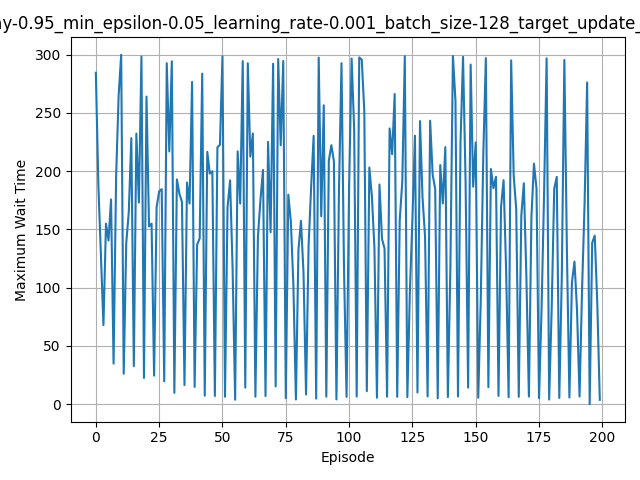 ay-0.95_min_epsilon-0.05_learning_rate-0.001_batch_size-128_target_update_
300
250
200
150
100
50
0
Maximum Wait Time
0 25 50 75 100 125 150 175 200
Episode